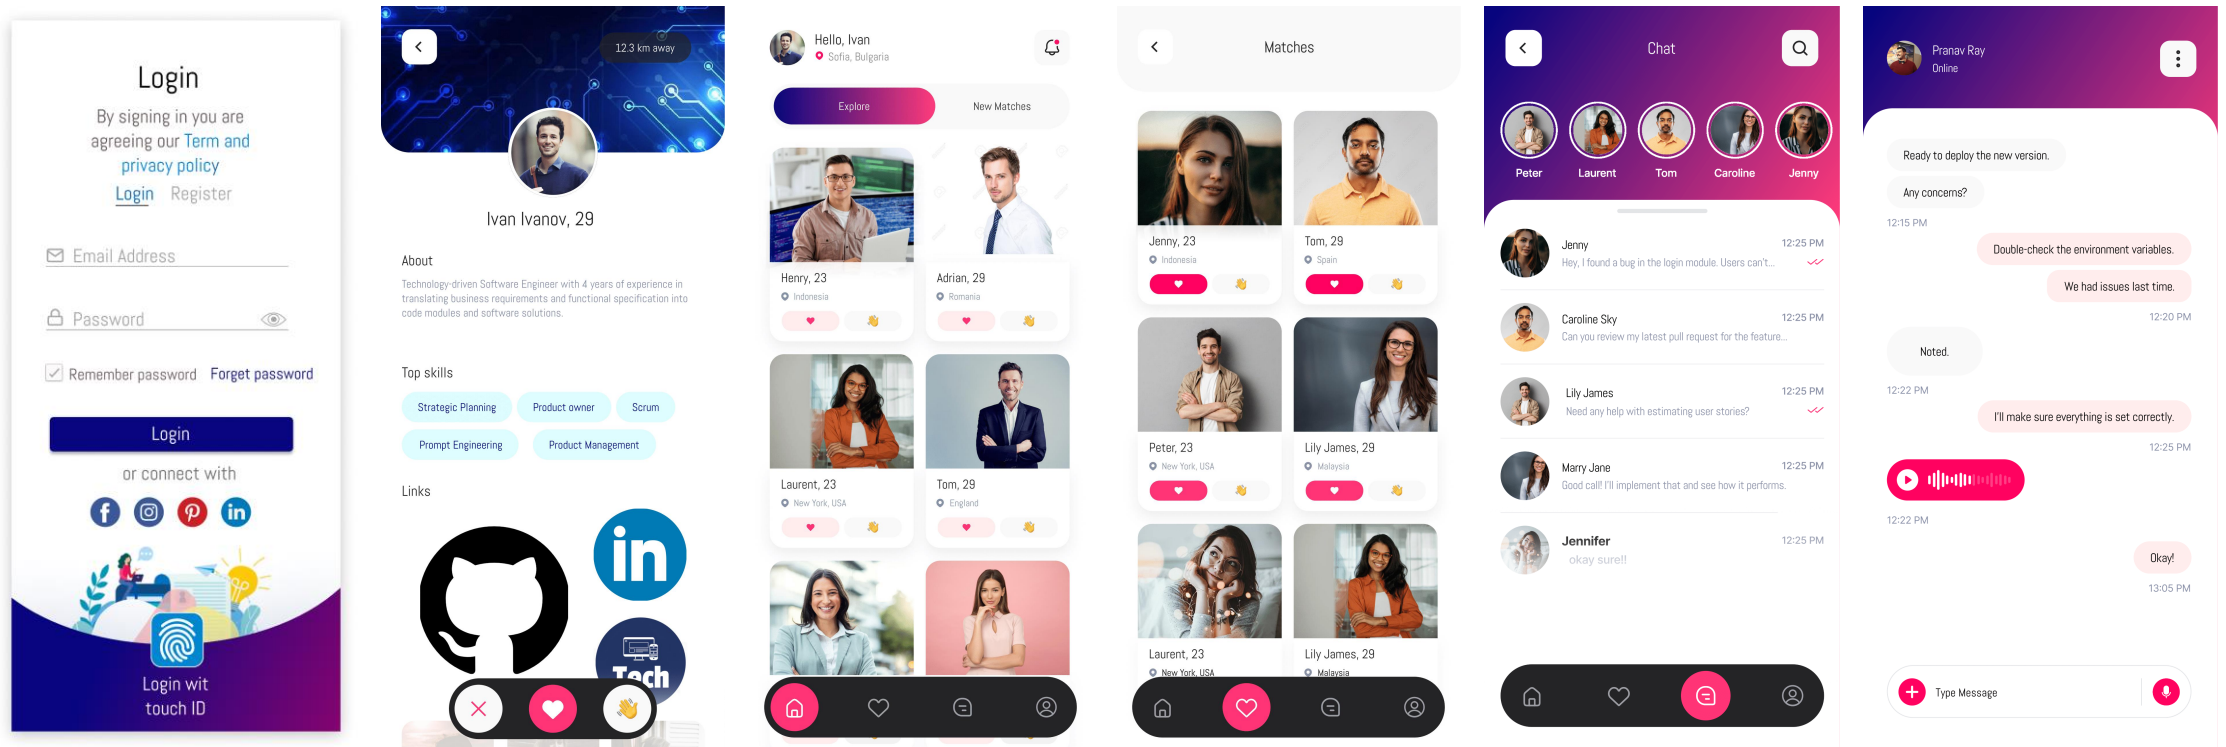 Login
By signing in you are
agreeing our Term and
privacy policy
Login Register
Email Address
Password
Remember password Forget password
Login
or connect with
f
in
Login wit
touch ID
12.3 km away
Ivan Ivanov, 29
About
Technology-driven Software Engineer with 4 years of experience in
translating business requirements and functional specification into
code modules and software solutions.
Top skills
Strategic Planning Product owner Scrum
Prompt Engineering Product Management
Links
in
Tech
Hello, Ivan
Sofia, Bulgaria
Explore New Matches
Henry, 23 Adrian, 29
Indonesia Romania
Laurent, 23 Tom, 29
New York, USA England
Matches
Jenny, 23 Tom, 29
Indonesia Spain
Peter, 23 Lily James, 29
New York, USA Malaysia
Laurent, 23 Lily James, 29
New York, USA Malaysia
Chat
Peter Laurent Tom Caroline Jenny
Jenny 12:25 PM
Hey, I found a bug in the login module. Users can't...
Caroline Sky 12:25 PM
Can you review my latest pull request for the feature...
Lily James 12:25 PM
Need any help with estimating user stories?
Marry Jane 12:25 PM
Good call! I'll implement that and see how it performs.
Jennifer 12:25 PM
okay sure!!
Pranav Ray
Online
Ready to deploy the new version.
Any concerns?
12:15 PM
Double-check the environment variables.
We had issues last time.
12:20 PM
Noted.
12:22 PM
I'll make sure everything is set correctly.
12:25 PM
12:22 PM
Okay!
13:05 PM
Type Message